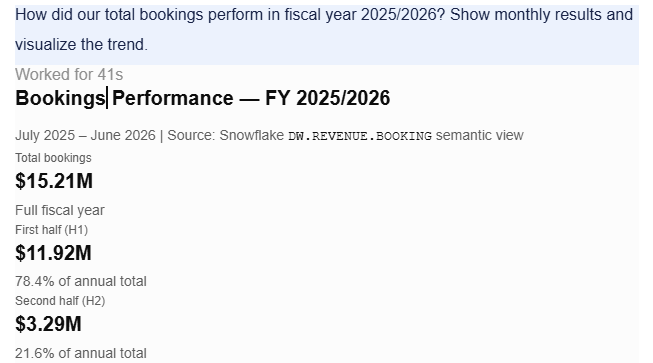 How did our total bookings perform in fiscal year 2025/2026? Show monthly results and
visualize the trend.
Worked for 41s
Bookings Performance — FY 2025/2026
July 2025 – June 2026 | Source: Snowflake DW.REVENUE.BOOKING semantic view
Total bookings
$15.21M
Full fiscal year
First half (H1)
$11.92M
78.4% of annual total
Second half (H2)
$3.29M
21.6% of annual total